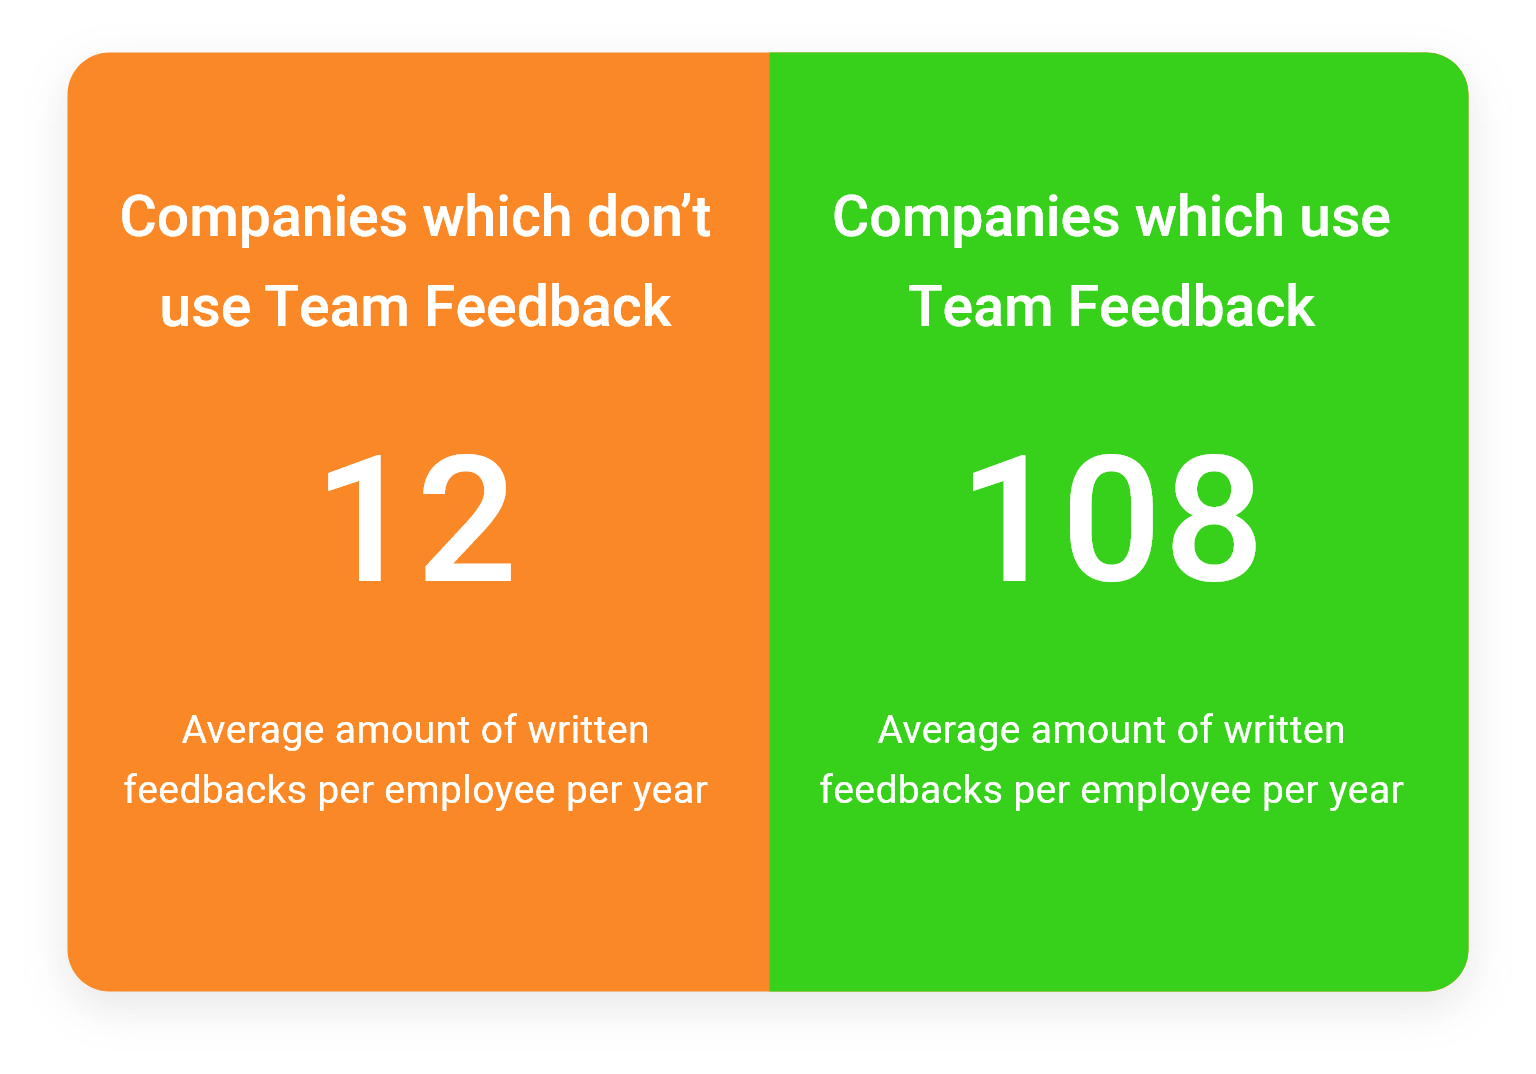 Companies which don’t
use Team Feedback
12
Average amount of written
feedbacks per employee per year
Companies which use
Team Feedback
108
Average amount of written
feedbacks per employee per year